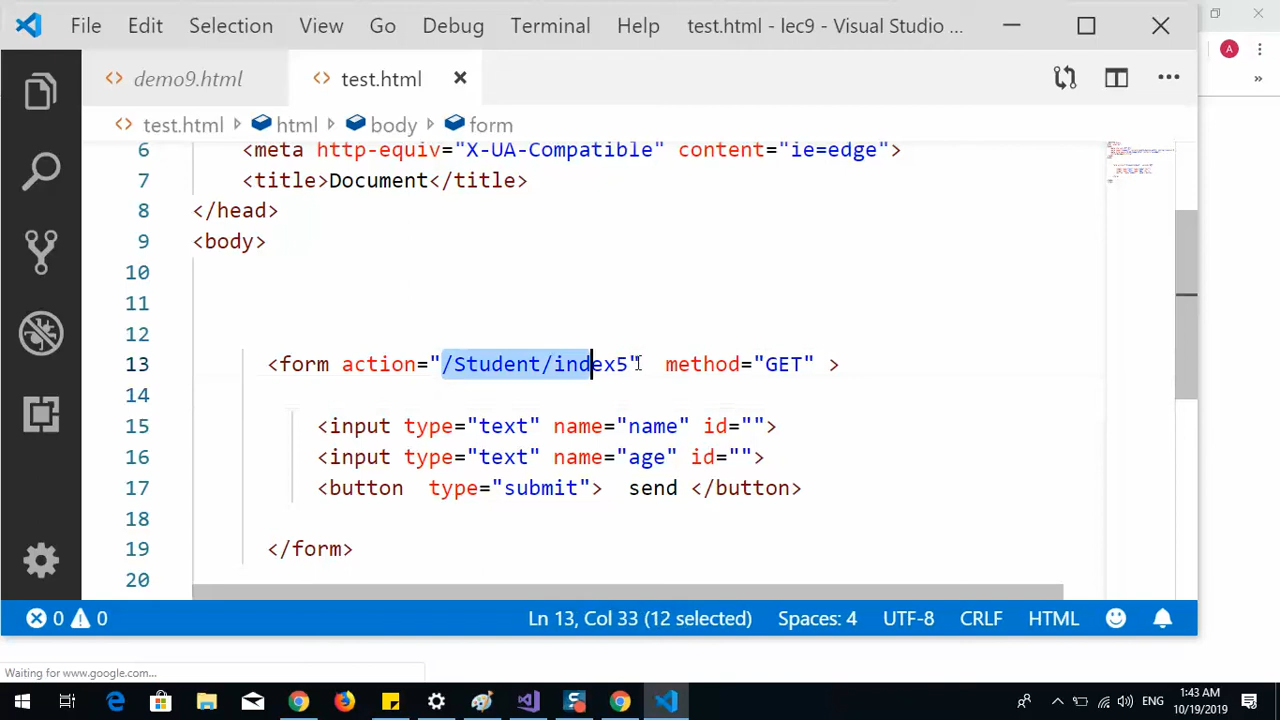 File Edit Selection View Go Debug Terminal Help test.html - lec9 - Visual Studio ...
A
demo9.html test.html
test.html html body form
6 <meta http-equiv="X-UA-Compatible" content="ie=edge">
7 <title>Document</title>
8 </head>
9 <body>
10
11
12
13 <form action="/Student/index5" method="GET" >
14
15 <input type="text" name="name" id="">
16 <input type="text" name="age" id="">
17 <button type="submit"> send </button>
18
19 </form>
20
0 0 Ln 13, Col 33 (12 selected) Spaces: 4 UTF-8 CRLF HTML
Waiting for www.google.com...
ENG 1:43 AM
10/19/2019